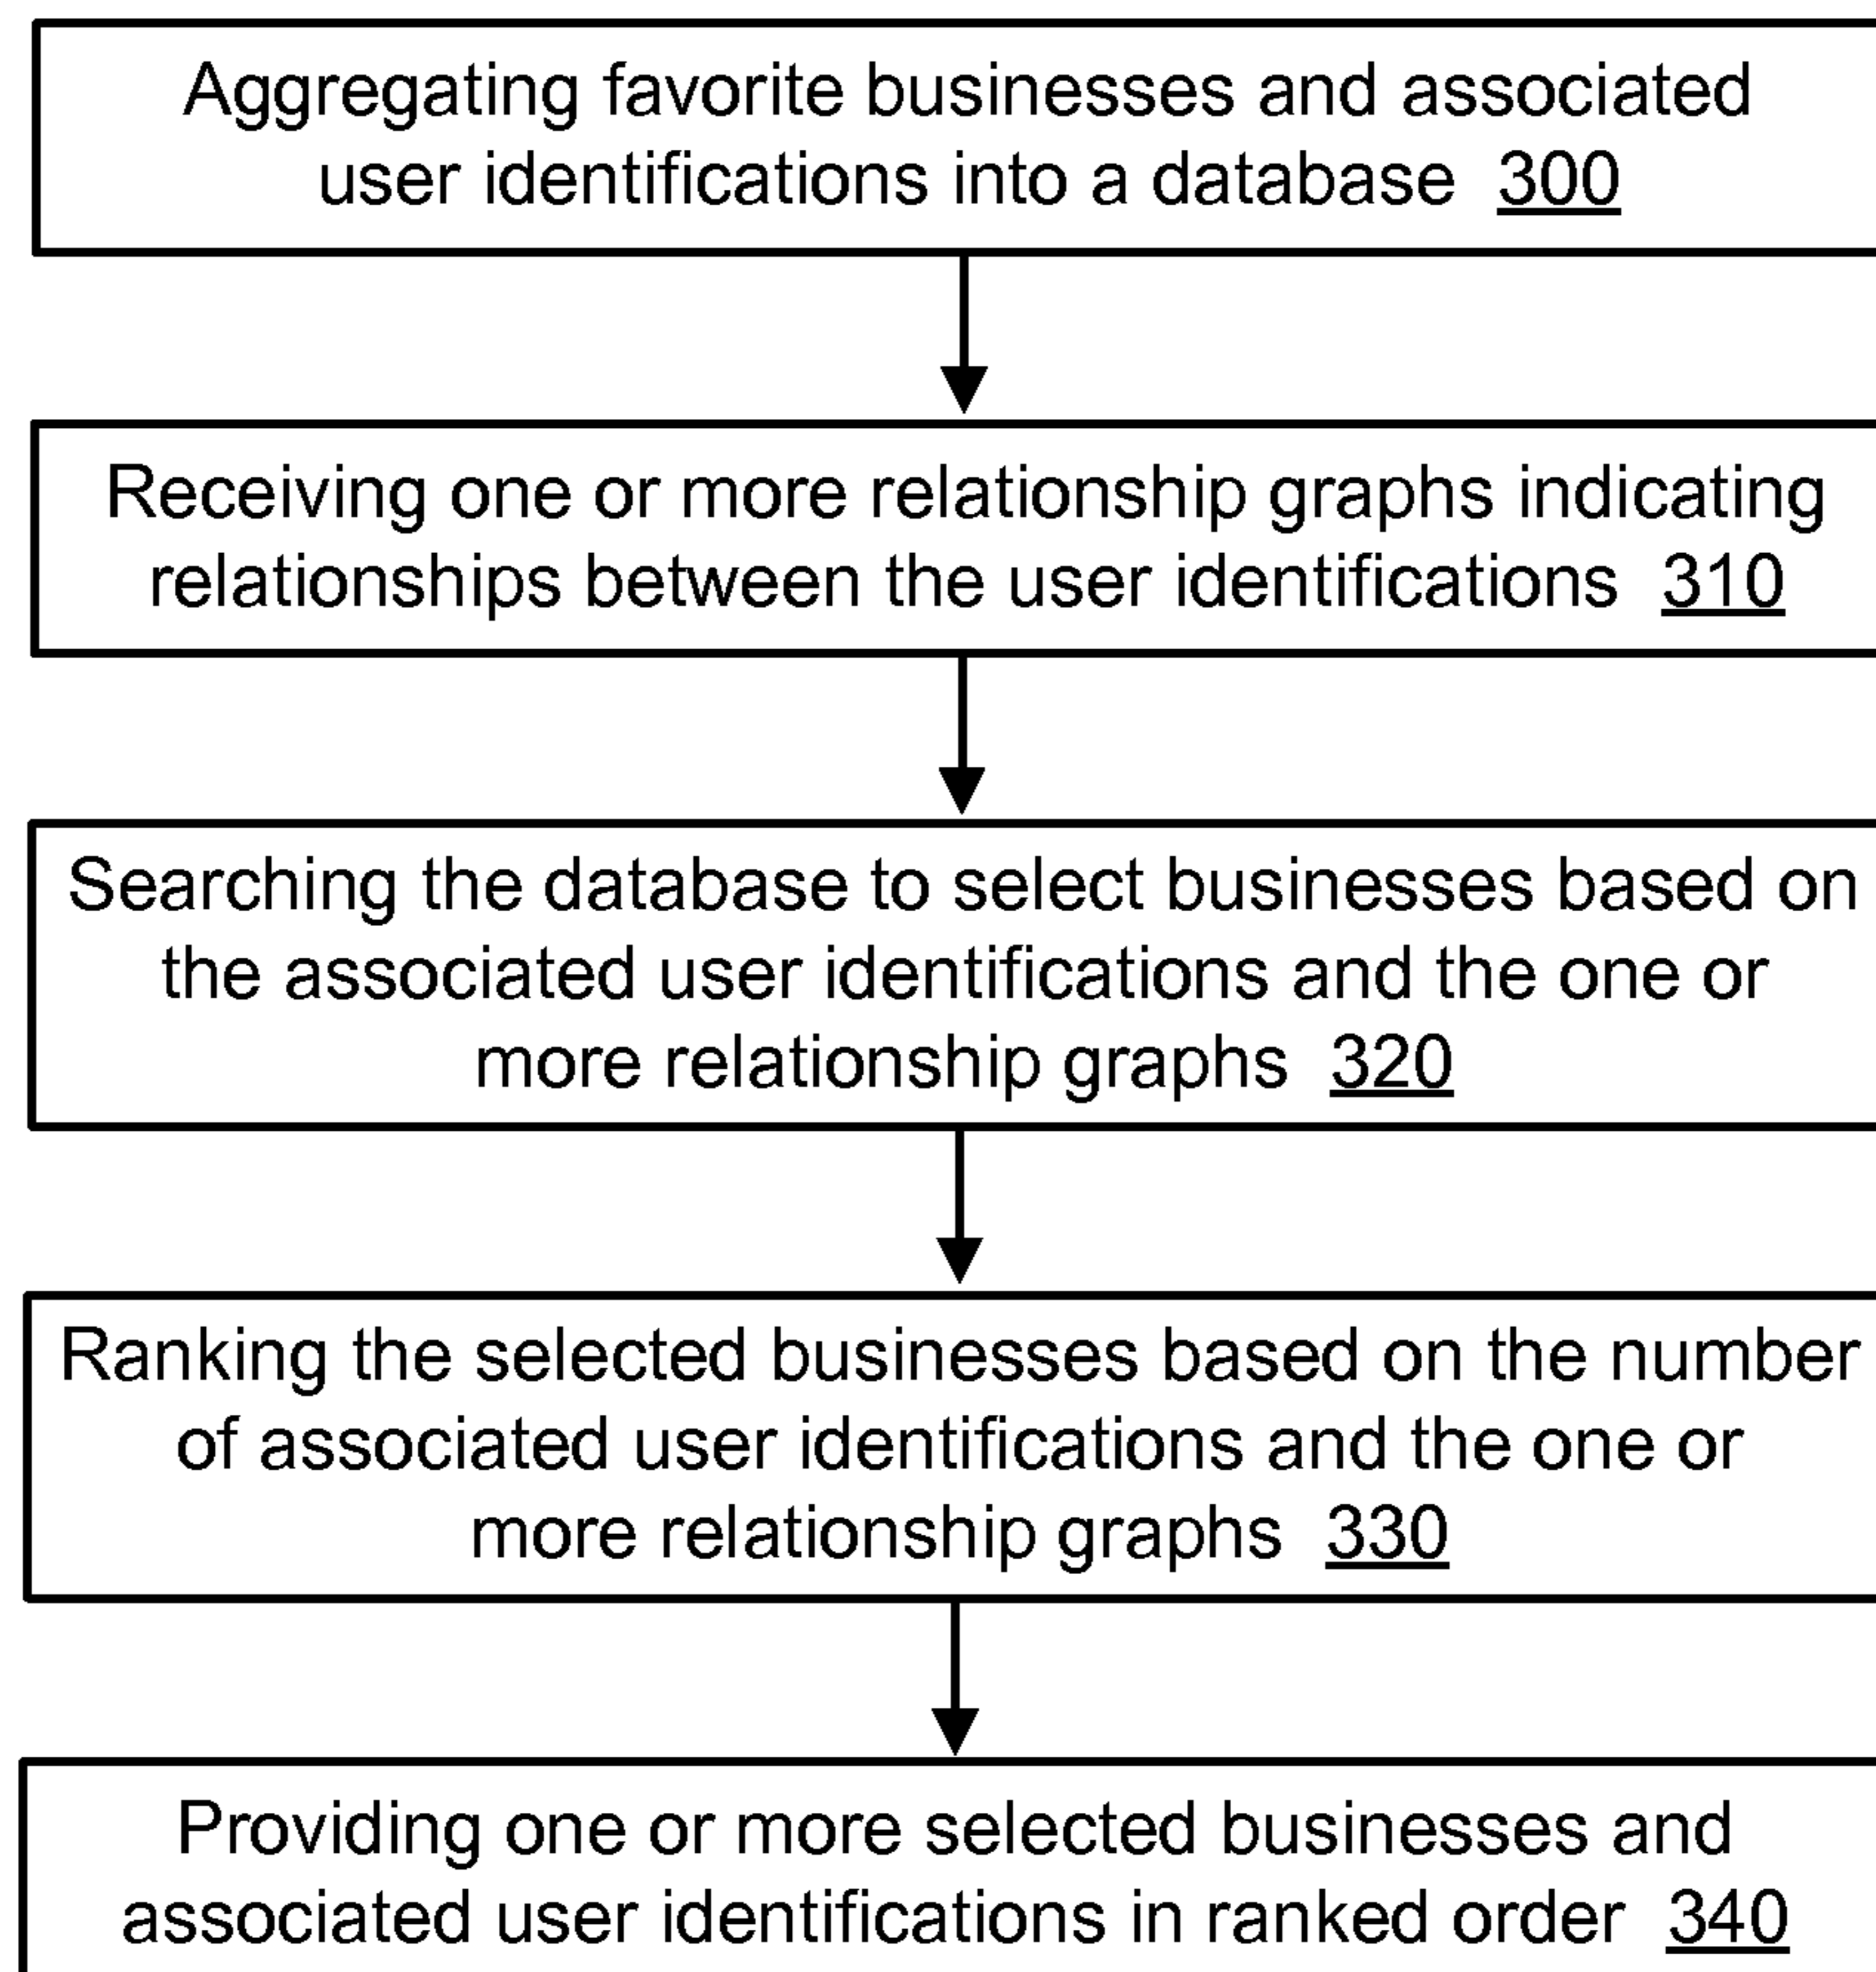 Aggregating favorite businesses and associated
user identifications into a database 300
Receiving one or more relationship graphs indicating
relationships between the user identifications 310
Searching the database to select businesses based on
the associated user identifications and the one or
more relationship graphs 320
Ranking the selected businesses based on the number
of associated user identifications and the one or
more relationship graphs 330
Providing one or more selected businesses and
associated user identifications in ranked order 340